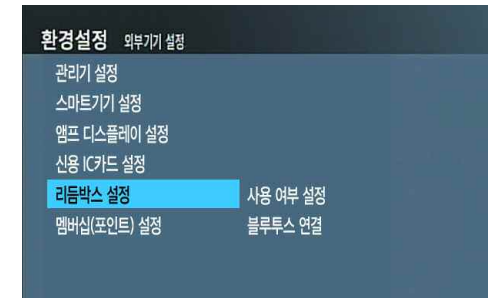 환경설정 외부기기 설정
관리기 설정
스마트기기 설정
앰프 디스플레이 설정
신용 IC카드 설정
리듬박스 설정 사용 여부 설정
멤버십(포인트) 설정 블루투스 연결